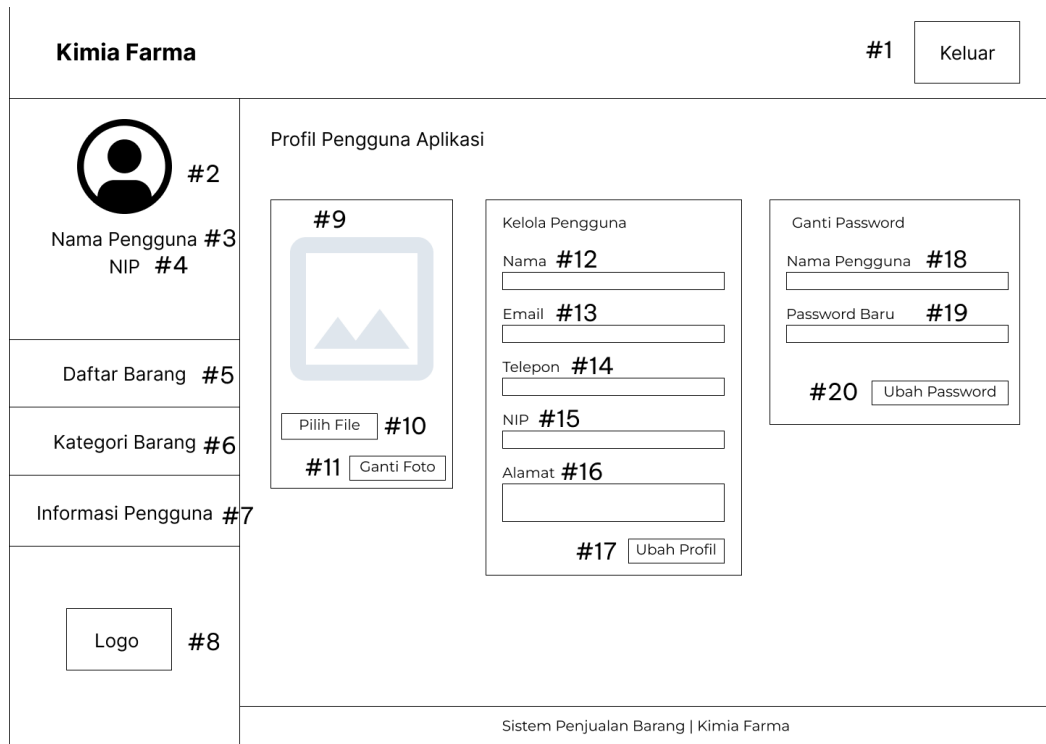 Kimia Farma
#1 Keluar
#2
Nama Pengguna #3
NIP #4
Daftar Barang #5
Kategori Barang #6
Informasi Pengguna #7
Logo #8
Profil Pengguna Aplikasi
#9
Pilih File #10
#11 Ganti Foto
Kelola Pengguna
Nama #12
Email #13
Telepon #14
NIP #15
Alamat #16
#17 Ubah Profil
Ganti Password
Nama Pengguna #18
Password Baru #19
#20 Ubah Password
Sistem Penjualan Barang | Kimia Farma